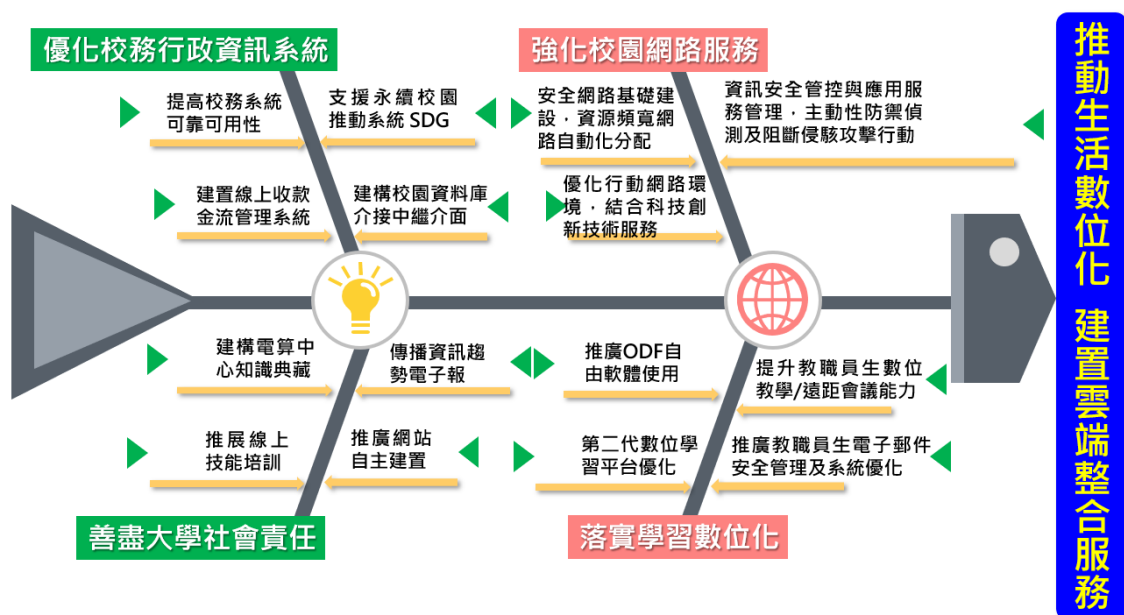 優化校務行政資訊系統
提高校務系統
可靠可用性
支援永續校園
推動系統 SDG
建置線上收款
金流管理系統
建構校園資料庫
介接中繼介面
強化校園網路服務
安全網路基礎建
設，資源頻寬網
路自動化分配
資訊安全管控與應用服
務管理，主動性防禦偵
測及阻斷侵駭攻擊行動
優化行動網路環
境，結合科技創
新技術服務
建構電算中
心知識典藏
傳播資訊趨
勢電子報
推展線上
技能培訓
推廣網站
自主建置
善盡大學社會責任
推廣ODF自
由軟體使用
提升教職員生數位
教學/遠距會議能力
第二代數位學
習平台優化
推廣教職員生電子郵件
安全管理及系統優化
落實學習數位化
推動生活數位化 建置雲端整合服務